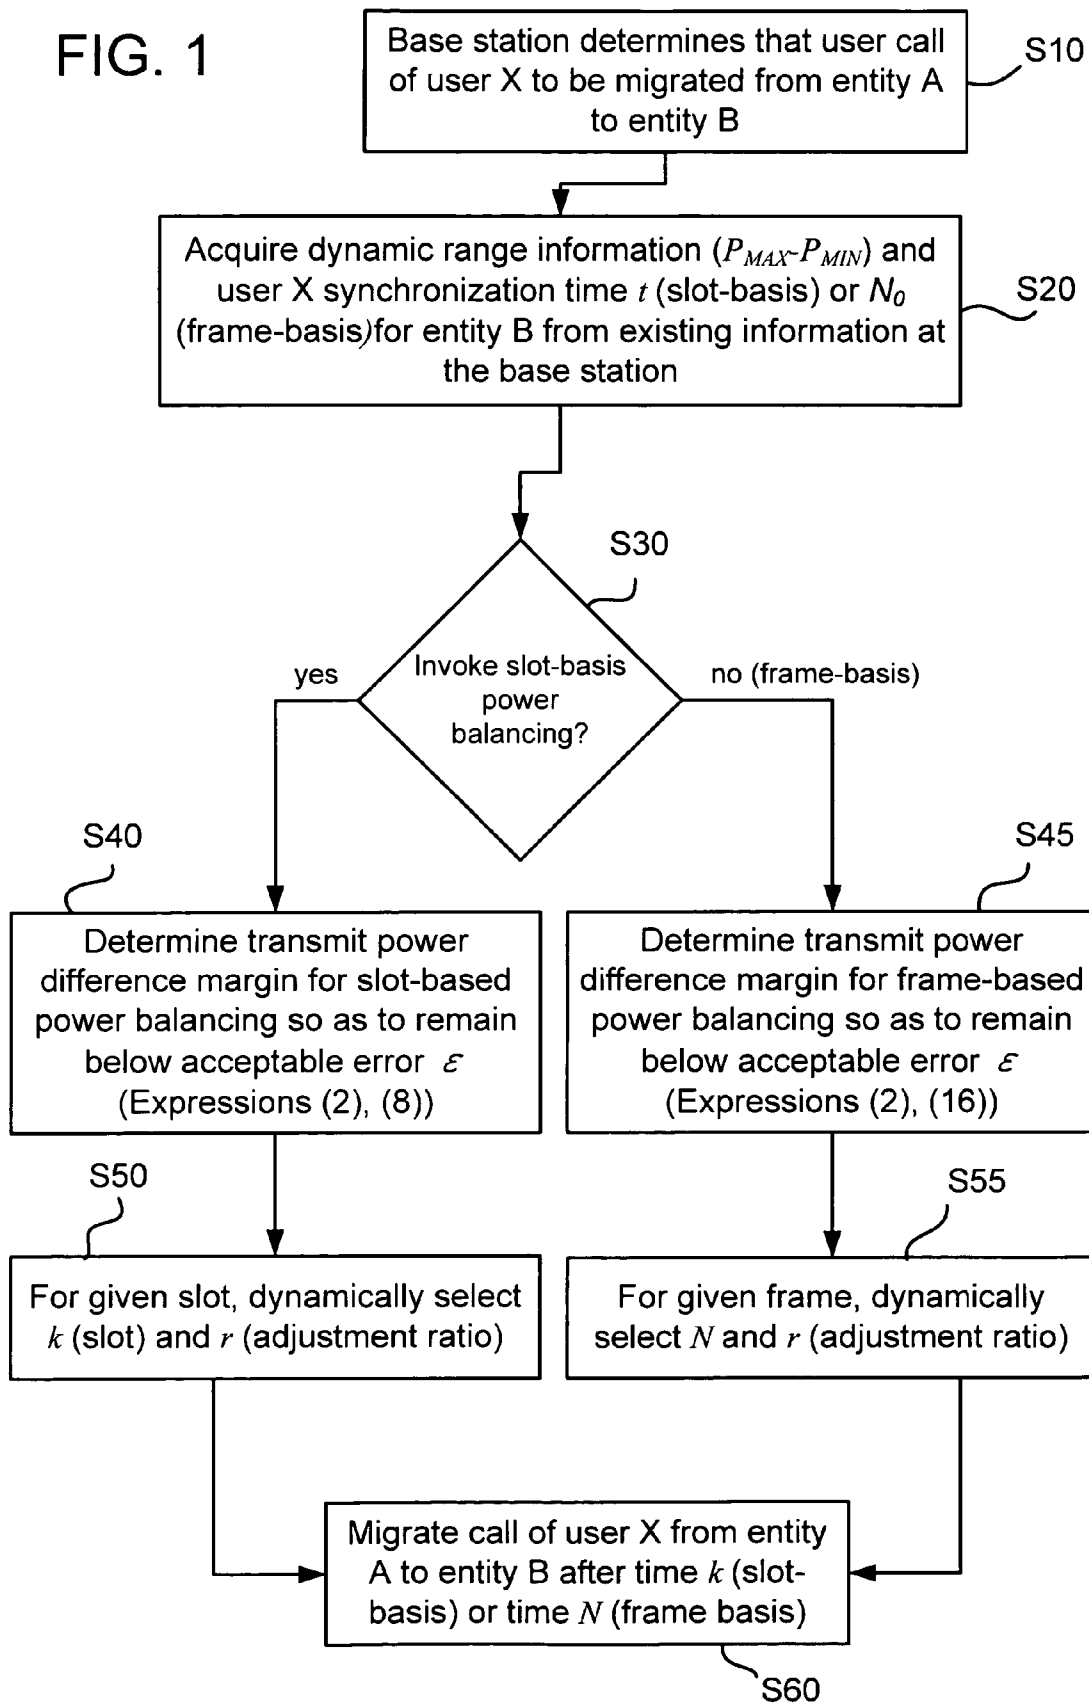 FIG. 1
Base station determines that user call
of user X to be migrated from entity A
to entity B
S10
Acquire dynamic range information (P_MAX-P_MIN) and
user X synchronization time t (slot-basis) or N_0
(frame-basis)for entity B from existing information at
the base station
S20
S30
Invoke slot-basis
power
balancing?
yes
no (frame-basis)
S40
Determine transmit power
difference margin for slot-based
power balancing so as to remain
below acceptable error ε
(Expressions (2), (8))
S45
Determine transmit power
difference margin for frame-based
power balancing so as to remain
below acceptable error ε
(Expressions (2), (16))
S50
For given slot, dynamically select
k (slot) and r (adjustment ratio)
S55
For given frame, dynamically
select N and r (adjustment ratio)
Migrate call of user X from entity
A to entity B after time k (slot-
basis) or time N (frame basis)
S60